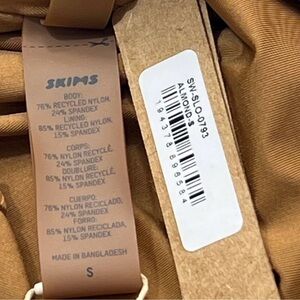 SKIMS
BODY:
76% RECYCLED NYLON,
24% SPANDEX
LINING:
85% RECYCLED NYLON,
15% SPANDEX
CORPS:
76% NYLON RECYCLÉ,
24% SPANDEX
DOUBLURE:
85% NYLON RECYCLÉ,
15% SPANDEX
CUERPO:
76% NYLON RECICLADO,
24% SPANDEX
FORRO:
85% NYLON RECICLADA,
15% SPANDEX
MADE IN BANGLADESH
S
SW-SLO-0793
ALMOND-S
194378 898584